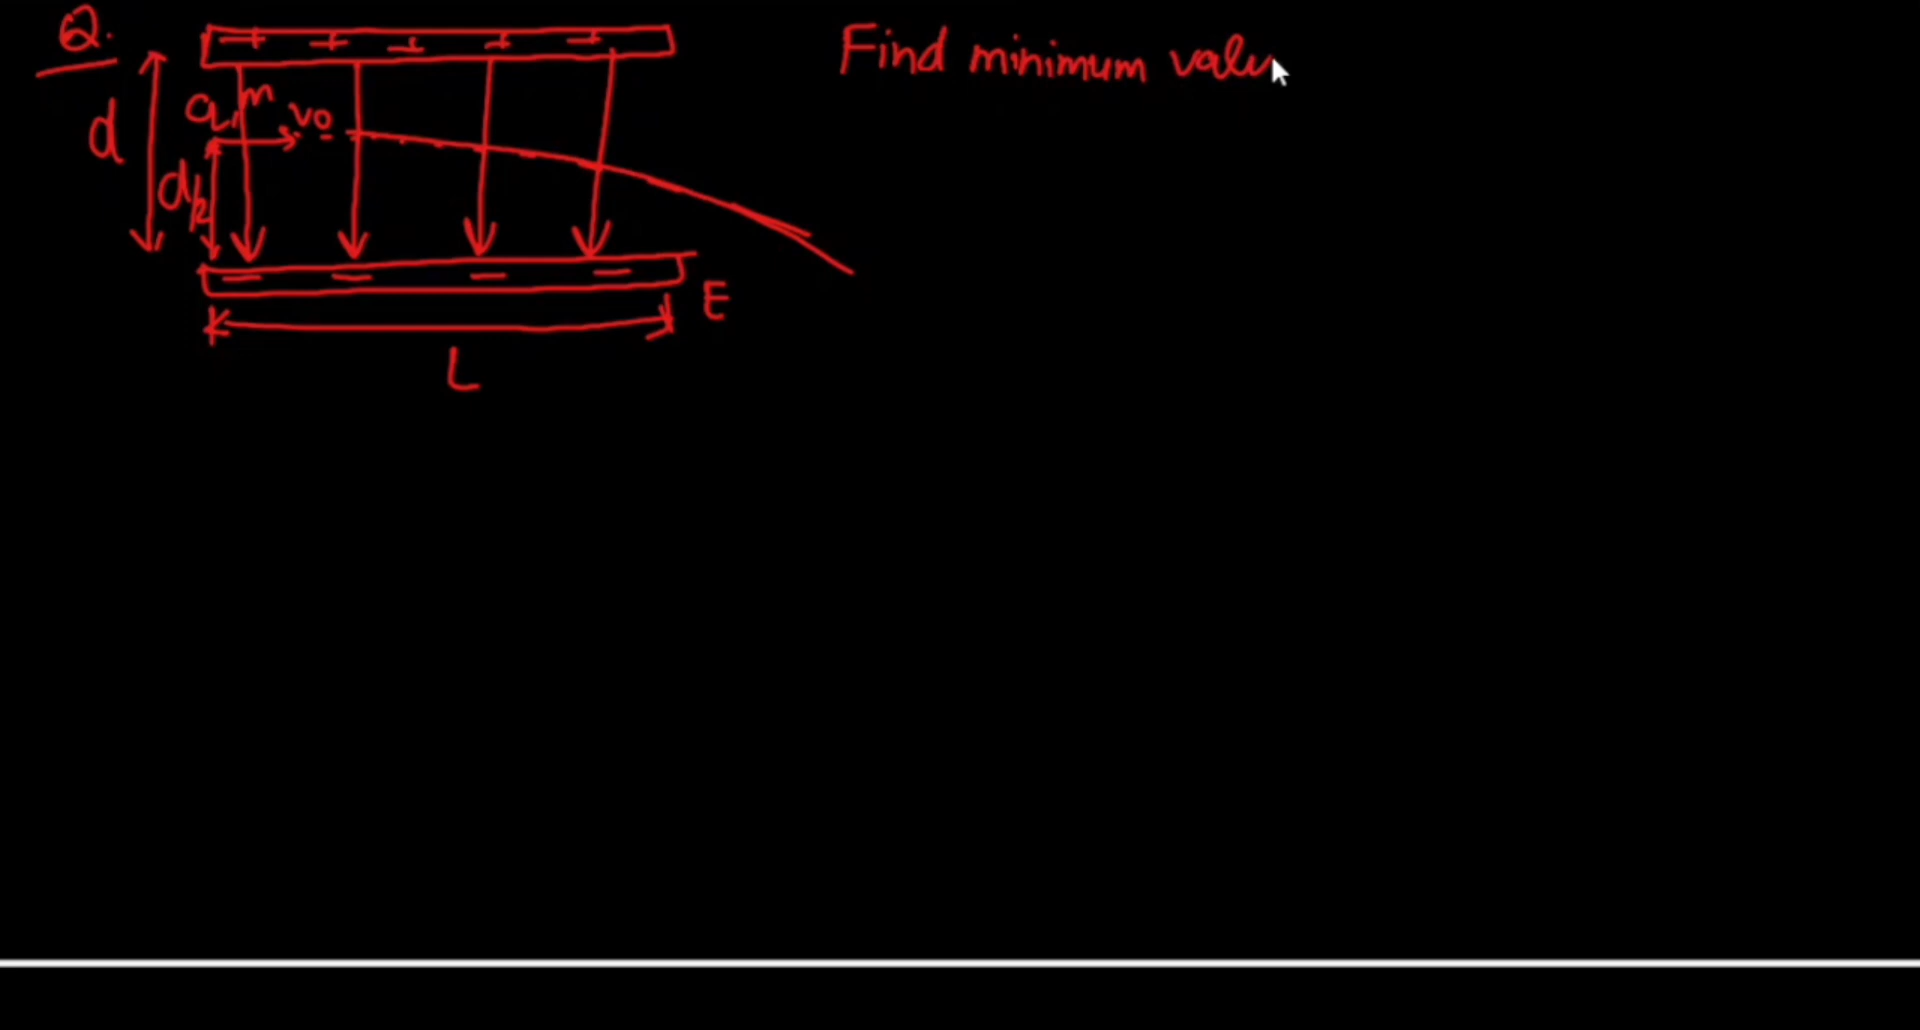 Q.
Find minimum valu
d
q, m
v0
d/2
E
L